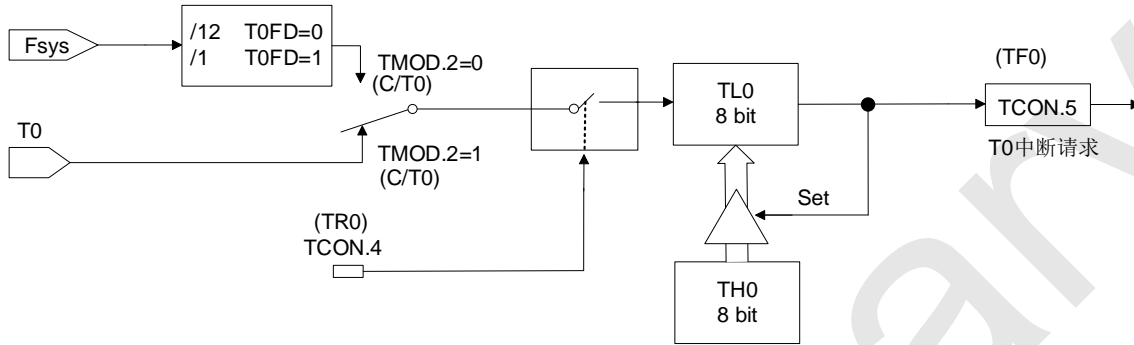 Fsys
/12 T0FD=0
/1 T0FD=1
TMOD.2=0
(C/T0)
T0
TMOD.2=1
(C/T0)
(TR0)
TCON.4
TL0
8 bit
(TF0)
TCON.5
T0中断请求
Set
TH0
8 bit